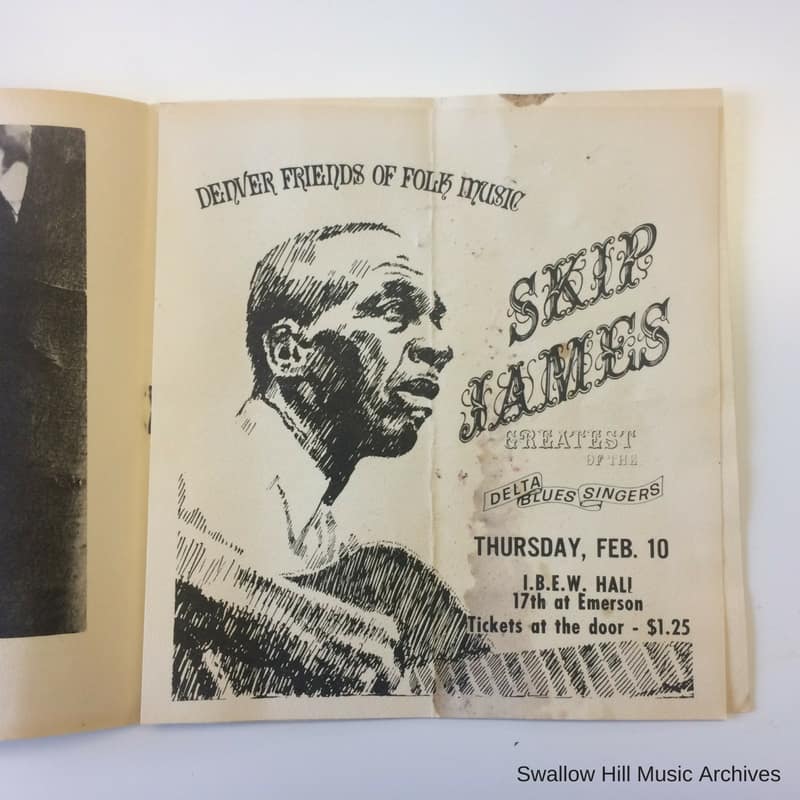 DENVER FRIENDS OF FOLK MUSIC
SKIP
JAMES
GREATEST
OF THE
DELTA
BLUES SINGERS
THURSDAY, FEB. 10
I.B.E.W. HALL
17th at Emerson
Tickets at the door - $1.25
Swallow Hill Music Archives